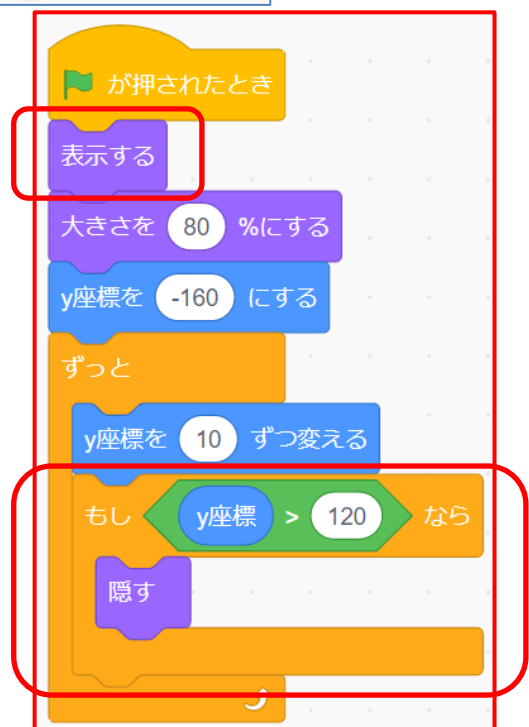 が押されたとき
表示する
大きさを 80 %にする
y座標を -160 にする
ずっと
y座標を 10 ずつ変える
もし y座標 > 120 なら
隠す